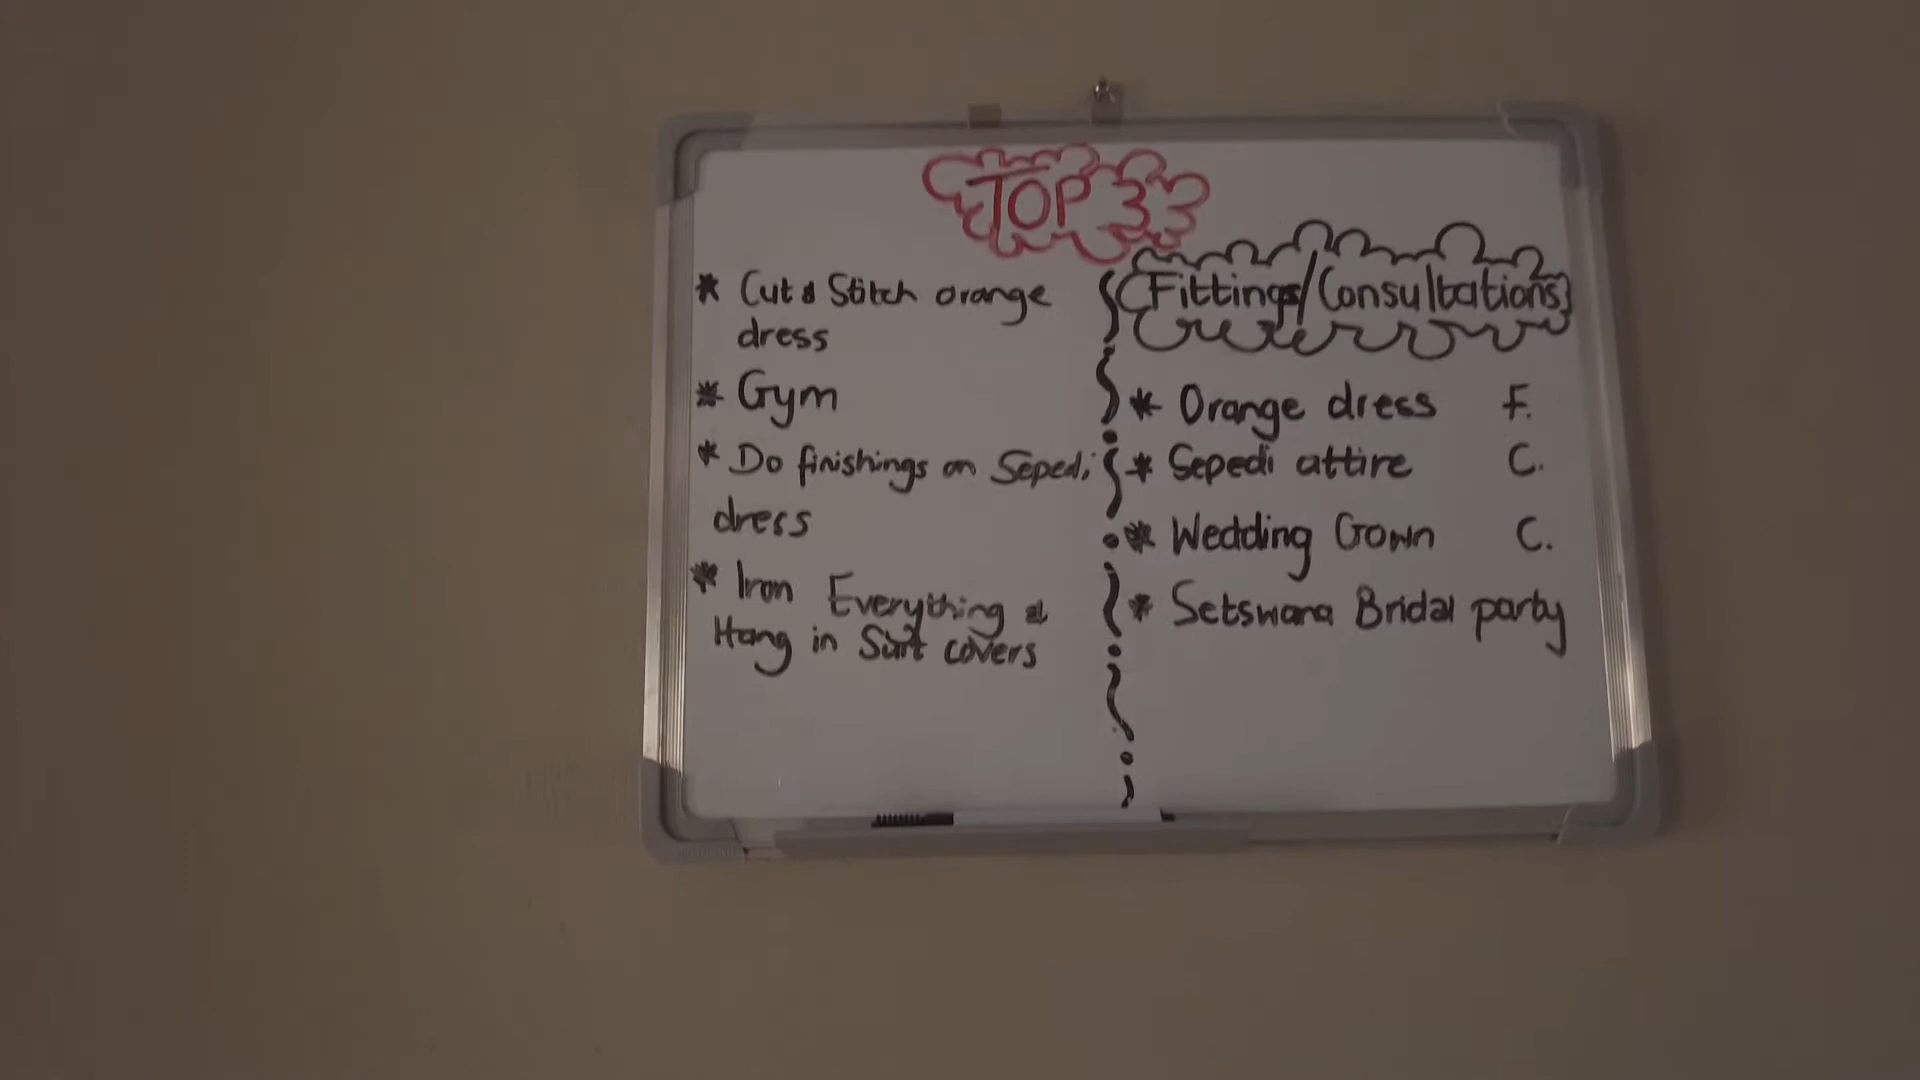 TOP 3
* Cut & Stitch orange
dress
* Gym
* Do finishings on Sepedi
dress
* Iron Everything &
Hang in Suit covers
Fittings/Consultations
* Orange dress F.
* Sepedi attire C.
* Wedding Gown C.
* Setswana Bridal party